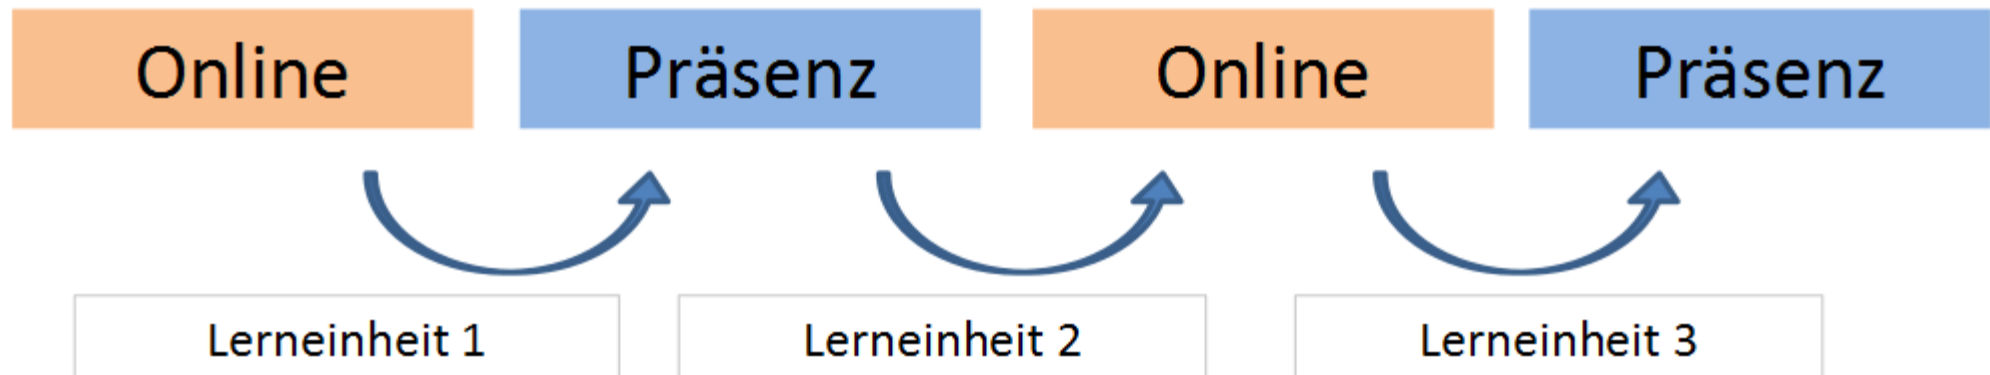 Online Präsenz Online Präsenz
Lerneinheit 1 Lerneinheit 2 Lerneinheit 3